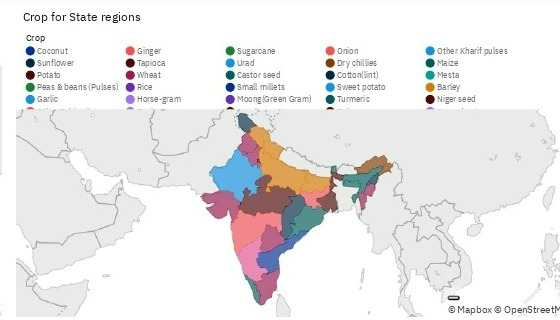 Crop for State regions
Crop
Coconut Ginger Sugarcane Onion Other Kharif pulses
Sunflower Tapioca Urad Dry chillies Maize
Potato Wheat Castor seed Cotton(lint) Mesta
Peas & beans (Pulses) Rice Small millets Sweet potato Barley
Garlic Horse-gram Moong(Green Gram) Turmeric Niger seed
© Mapbox © OpenStreetM